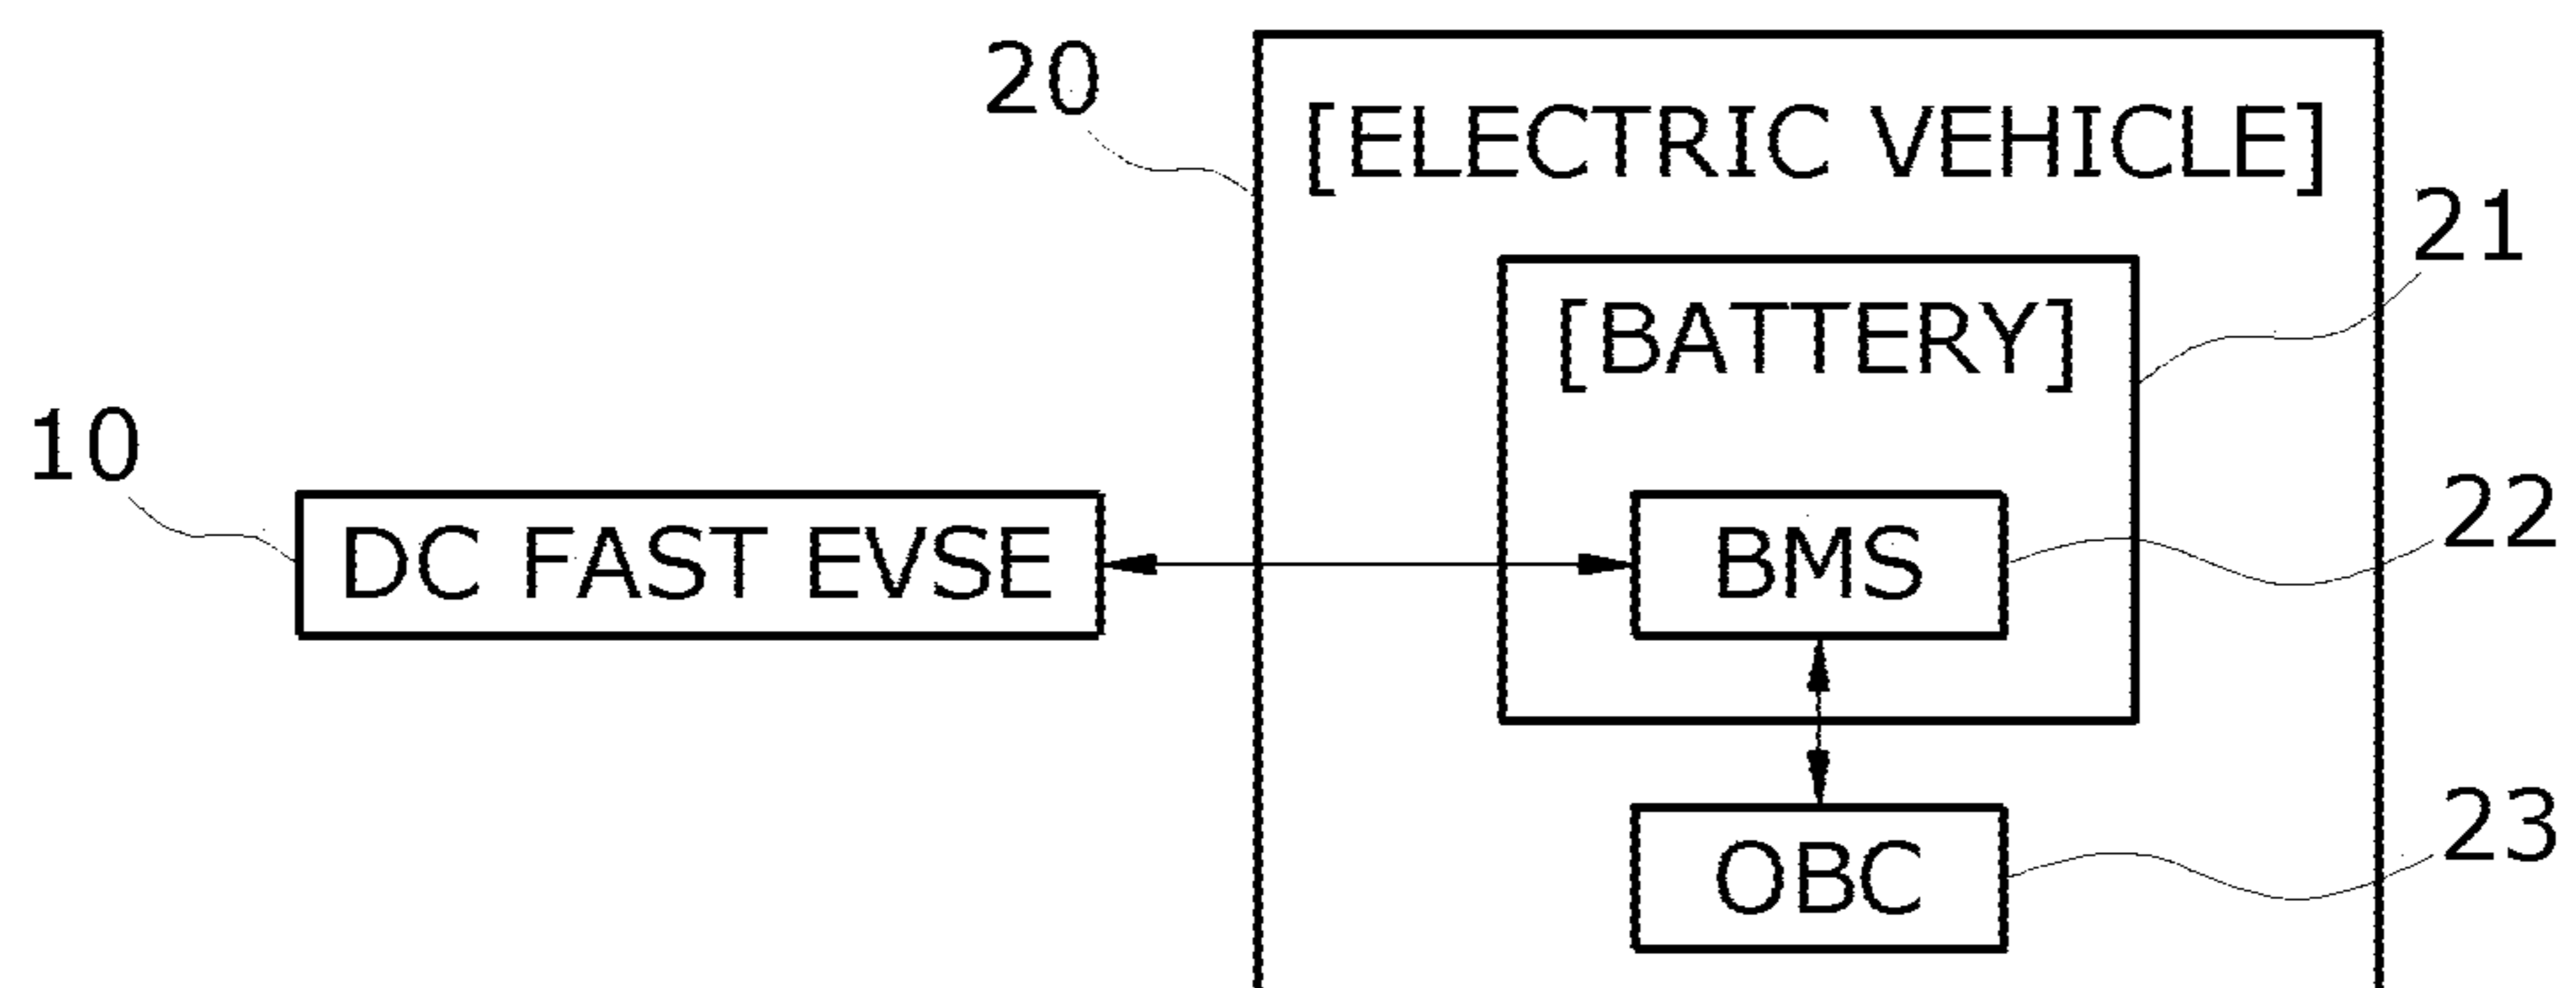 20
[ELECTRIC VEHICLE]
21
[BATTERY]
10
DC FAST EVSE
BMS
22
OBC
23